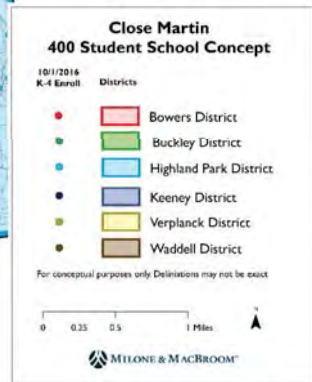 Close Martin
400 Student School Concept
10/1/2016
K-4 Enroll Districts
Bowers District
Buckley District
Highland Park District
Keeney District
Verplanck District
Waddell District
For conceptual purposes only. Deliniations may not be exact
N
0 0.25 0.5 1 Miles
MILONE & MACBROOM